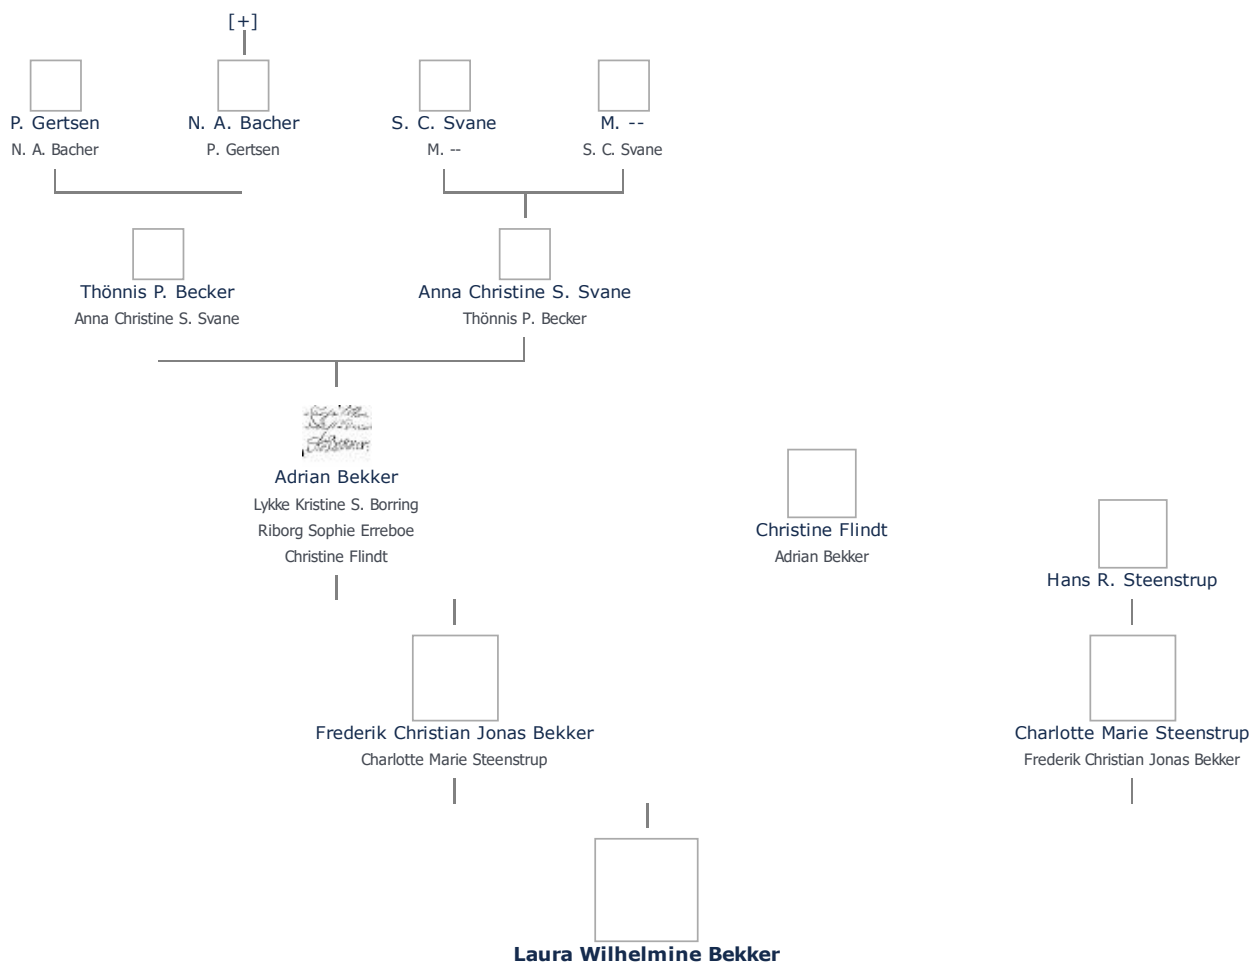 [+]
P. Gertsen
N. A. Bacher
S. C. Svane
M. --
N. A. Bacher
P. Gertsen
M. --
S. C. Svane
Thönnis P. Becker
Anna Christine S. Svane
Anna Christine S. Svane
Thönnis P. Becker
Adrian Bekker
Lykke Kristine S. Borring
Riborg Sophie Erreboe
Christine Flindt
Christine Flindt
Adrian Bekker
Hans R. Steenstrup
Frederik Christian Jonas Bekker
Charlotte Marie Steenstrup
Charlotte Marie Steenstrup
Frederik Christian Jonas Bekker
Laura Wilhelmine Bekker